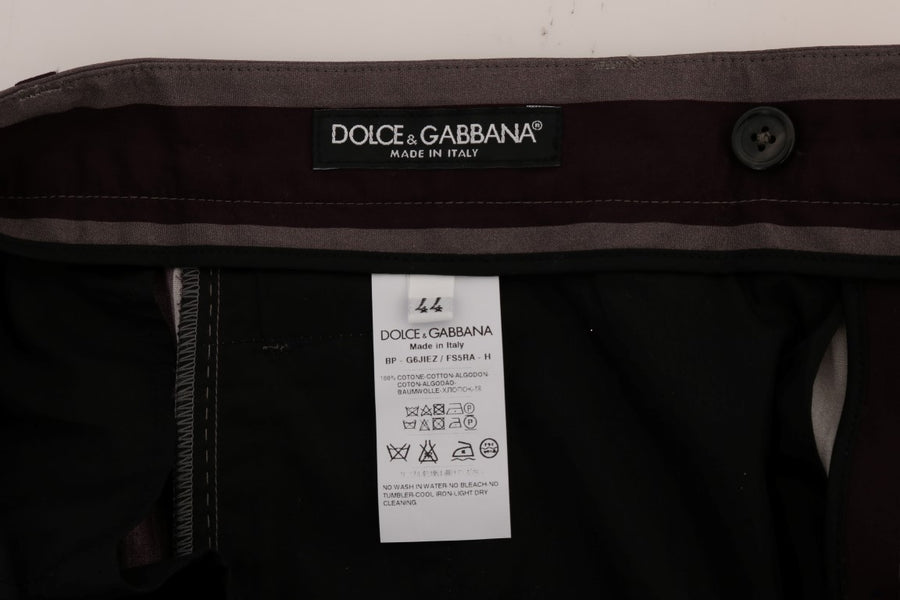 DOLCE & GABBANA®
MADE IN ITALY
44
DOLCE & GABBANA
Made in Italy
BP - G6JIEZ / FS5RA - H
100% COTONE-COTTON-ALGODON-
COTON-ALGODAO-
BAUMWOLLE-ХЛОПОК-棉
P
P
NO WASH IN WATER-NO BLEACH-NO
TUMBLER-COOL IRON-LIGHT DRY
CLEANING